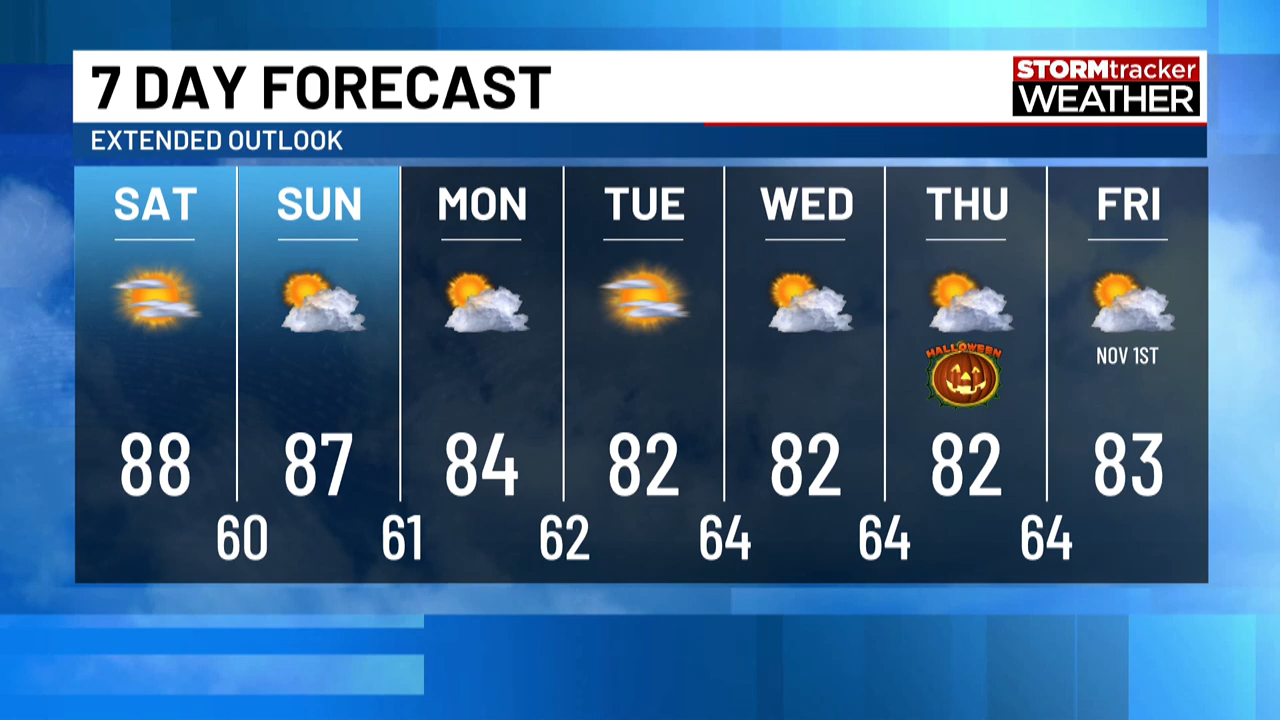 7 DAY FORECAST
STORMtracker
WEATHER
EXTENDED OUTLOOK
SAT SUN MON TUE WED THU FRI
HALLOWEEN
NOV 1ST
88 87 84 82 82 82 83
60 61 62 64 64 64